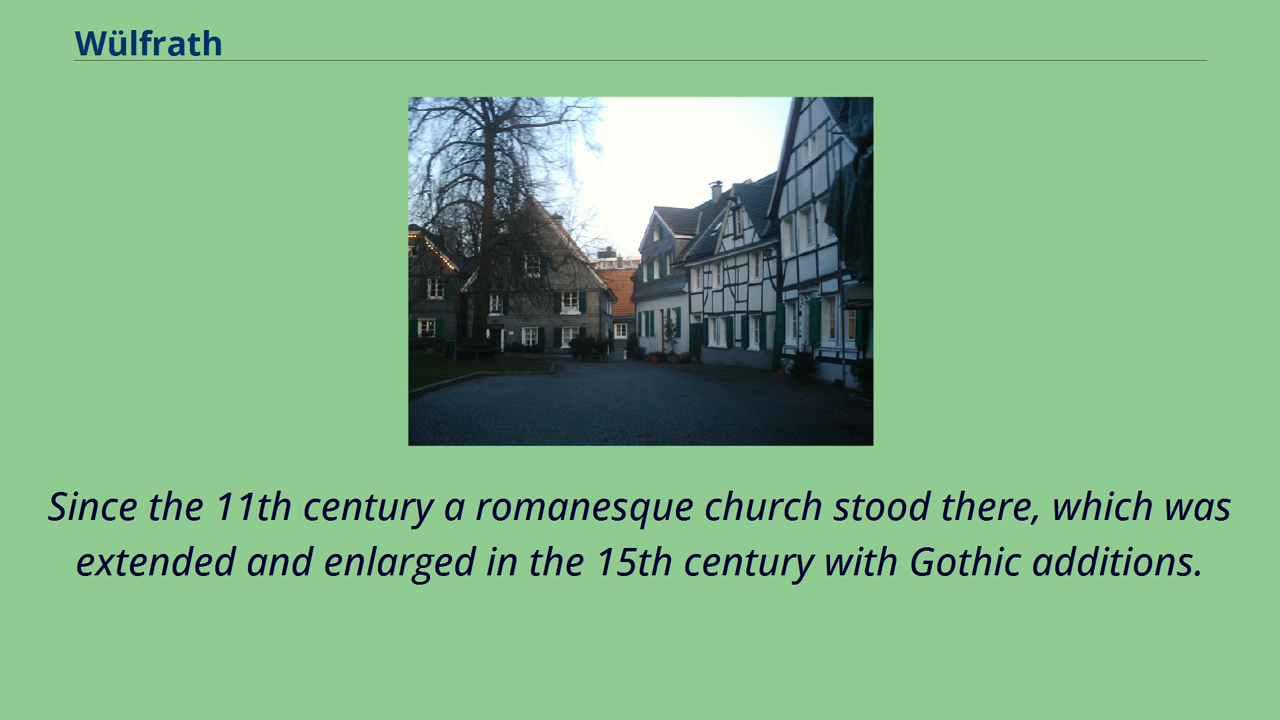 Wülfrath
Since the 11th century a romanesque church stood there, which was
extended and enlarged in the 15th century with Gothic additions.